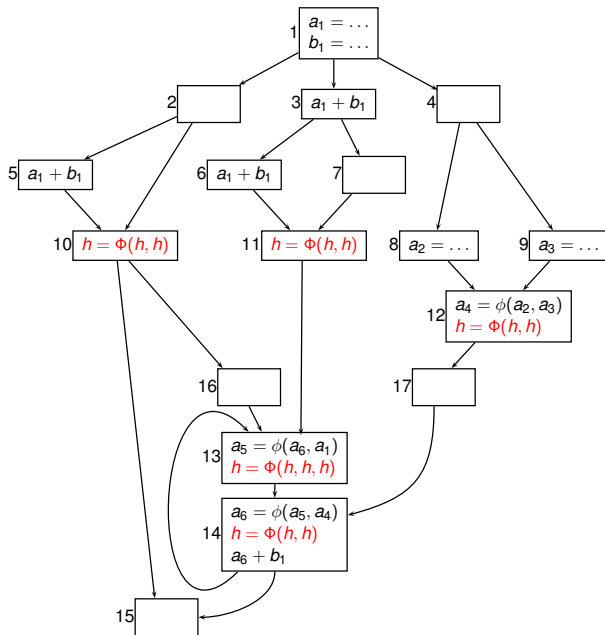 1
a₁ = ...
b₁ = ...
2
3
a₁ + b₁
4
5
a₁ + b₁
6
a₁ + b₁
7
10
h = Φ(h, h)
11
h = Φ(h, h)
8
a₂ = ...
9
a₃ = ...
12
a₄ = ϕ(a₂, a₃)
h = Φ(h, h)
16
17
13
a₅ = ϕ(a₆, a₁)
h = Φ(h, h, h)
14
a₆ = ϕ(a₅, a₄)
h = Φ(h, h)
a₆ + b₁
15